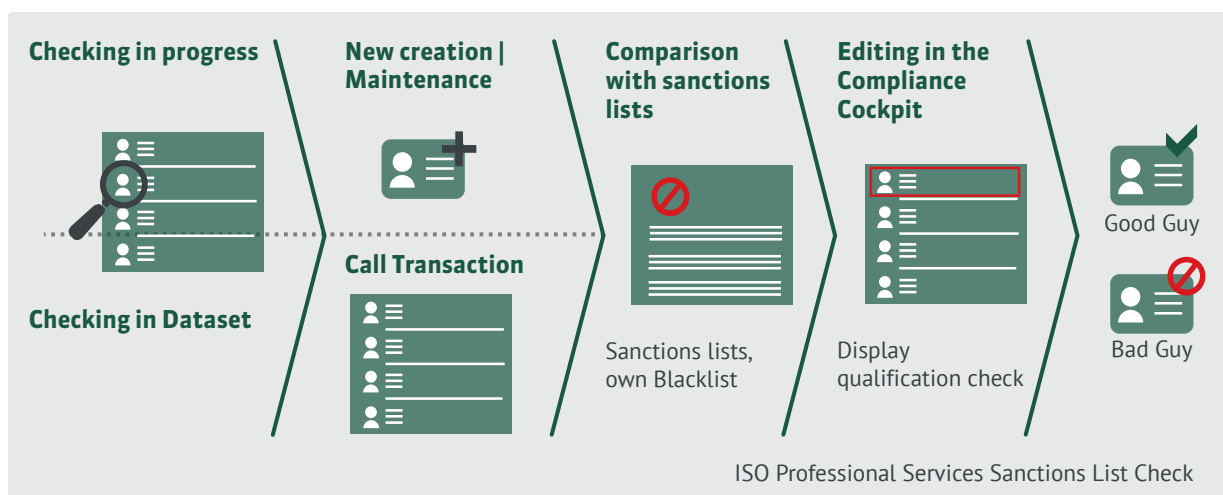 Checking in progress
Checking in Dataset
New creation |
Maintenance
Call Transaction
Comparison
with sanctions
lists
Sanctions lists,
own Blacklist
Editing in the
Compliance
Cockpit
Display
qualification check
Good Guy
Bad Guy
ISO Professional Services Sanctions List Check